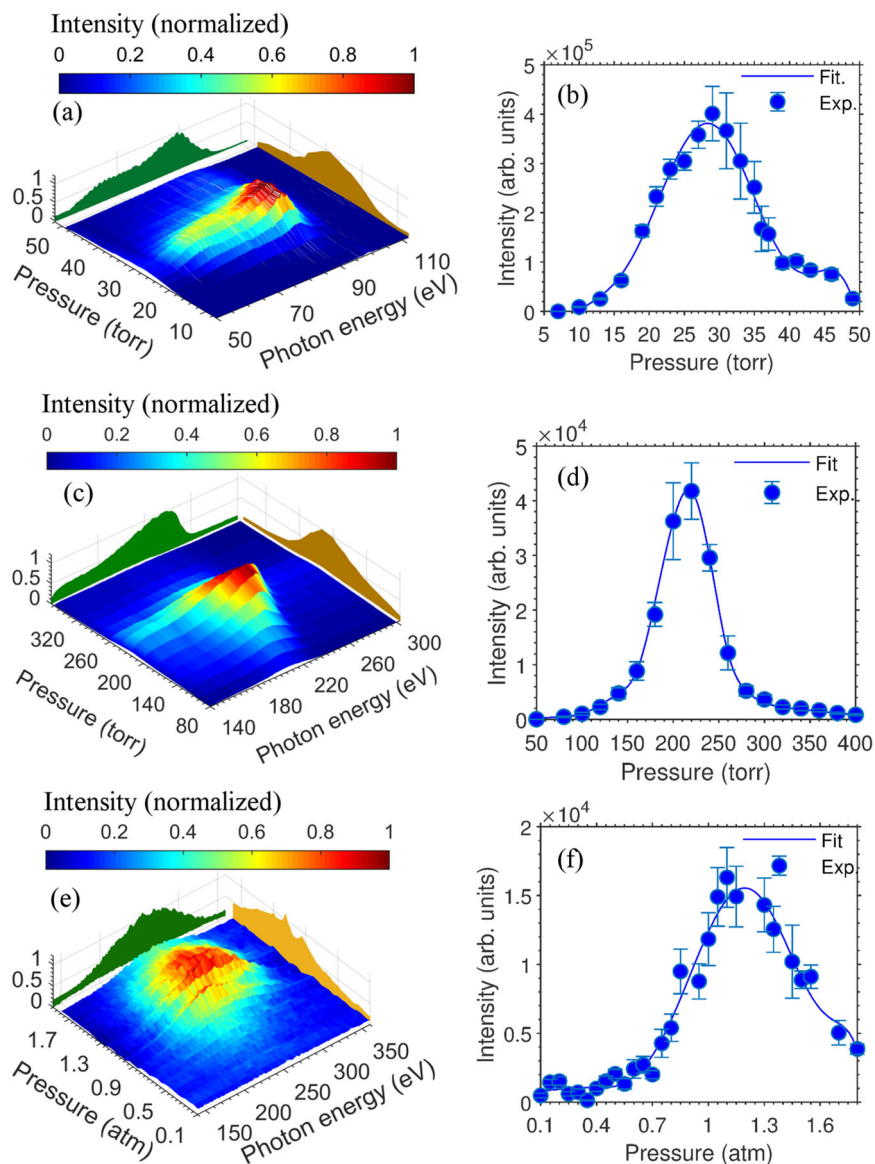 Intensity (normalized)
0 0.2 0.4 0.6 0.8 1
(a)
1
0.5
0
50
40
30
20
10
Pressure (torr)
50
70
90
110
Photon energy (eV)
×10⁵
(b)
Fit.
Exp.
5
4
3
2
1
0
Intensity (arb. units)
5 10 15 20 25 30 35 40 45 50
Pressure (torr)
Intensity (normalized)
0 0.2 0.4 0.6 0.8 1
(c)
1
0.5
0
320
260
200
140
80
Pressure (torr)
140
180
220
260
300
Photon energy (eV)
×10⁴
(d)
Fit
Exp.
5
4
3
2
1
0
Intensity (arb. units)
50 100 150 200 250 300 350 400
Pressure (torr)
Intensity (normalized)
0 0.2 0.4 0.6 0.8 1
(e)
1
0.5
0
1.7
1.3
0.9
0.5
0.1
Pressure (atm)
150
200
250
300
350
Photon energy (eV)
×10⁴
(f)
Fit
Exp.
2
1.5
1
0.5
0
Intensity (arb. units)
0.1 0.4 0.7 1 1.3 1.6
Pressure (atm)